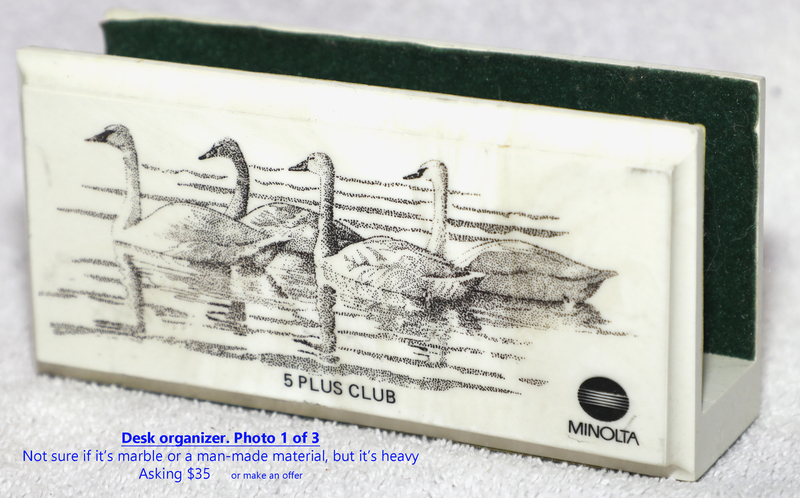 5 PLUS CLUB
MINOLTA
Desk organizer. Photo 1 of 3
Not sure if it's marble or a man-made material, but it's heavy
Asking $35 or make an offer